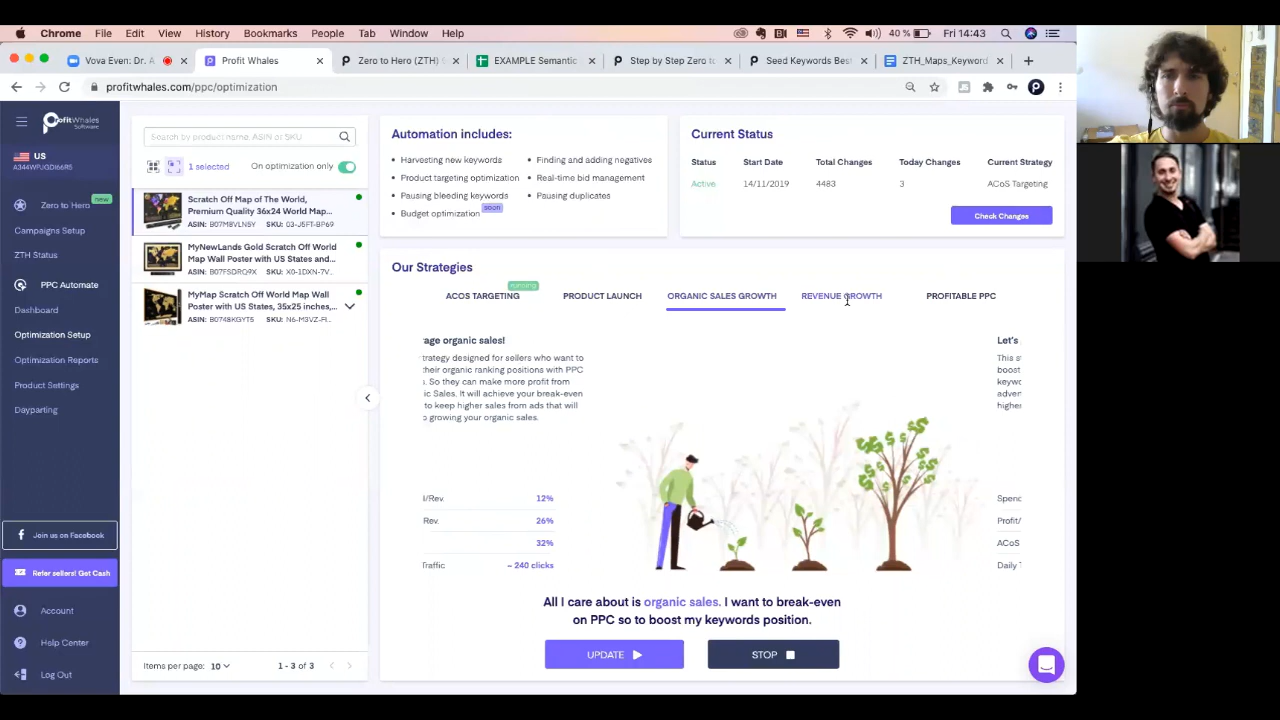 Chrome File Edit View History Bookmarks People Tab Window Help 40 % Fri 14:43
Vova Even: Dr. A
Profit Whales
Zero to Hero (ZTH)
EXAMPLE Semantic
Step by Step Zero to
Seed Keywords Best
ZTH_Maps_Keyword
profitwhales.com/ppc/optimization
ProfitWhales
Software
US
Zero to Hero new
Campaigns Setup
ZTH Status
PPC Automate
Dashboard
Optimization Setup
Optimization Reports
Product Settings
Dayparting
Join us on Facebook
Refer sellers! Get Cash
Account
Help Center
Log Out
Search by product name, ASIN or SKU
1 selected On optimization only
Scratch Off Map of The World,
Premium Quality 36x24 World Map...
ASIN: B07M8VLN5Y SKU: 03-J5FT-BP69
MyNewLands Gold Scratch Off World
Map Wall Poster with US States and...
ASIN: B07FSDRQ9X SKU: X0-1DXN-7V...
MyMap Scratch Off World Map Wall
Poster with US States, 35x25 inches,...
ASIN: B0748KGYT5 SKU: N6-M3VZ-FI...
Items per page: 10 1 - 3 of 3
Automation includes:
Harvesting new keywords
Product targeting optimization
Pausing bleeding keywords
Budget optimization soon
Finding and adding negatives
Real-time bid management
Pausing duplicates
Current Status
Status Start Date Total Changes Today Changes Current Strategy
Active 14/11/2019 4483 3 ACoS Targeting
Check Changes
Our Strategies
running
ACOS TARGETING PRODUCT LAUNCH ORGANIC SALES GROWTH REVENUE GROWTH PROFITABLE PPC
rage organic sales!
trategy designed for sellers who want to
their organic ranking positions with PPC
. So they can make more profit from
ic Sales. It will achieve your break-even
to keep higher sales from ads that will
o growing your organic sales.
l/Rev. 12%
Rev. 26%
32%
Traffic ~ 240 clicks
Let's
This s
boost
keywo
adver
higher
Spend
Profit/
ACoS
Daily T
All I care about is organic sales. I want to break-even
on PPC so to boost my keywords position.
UPDATE
STOP